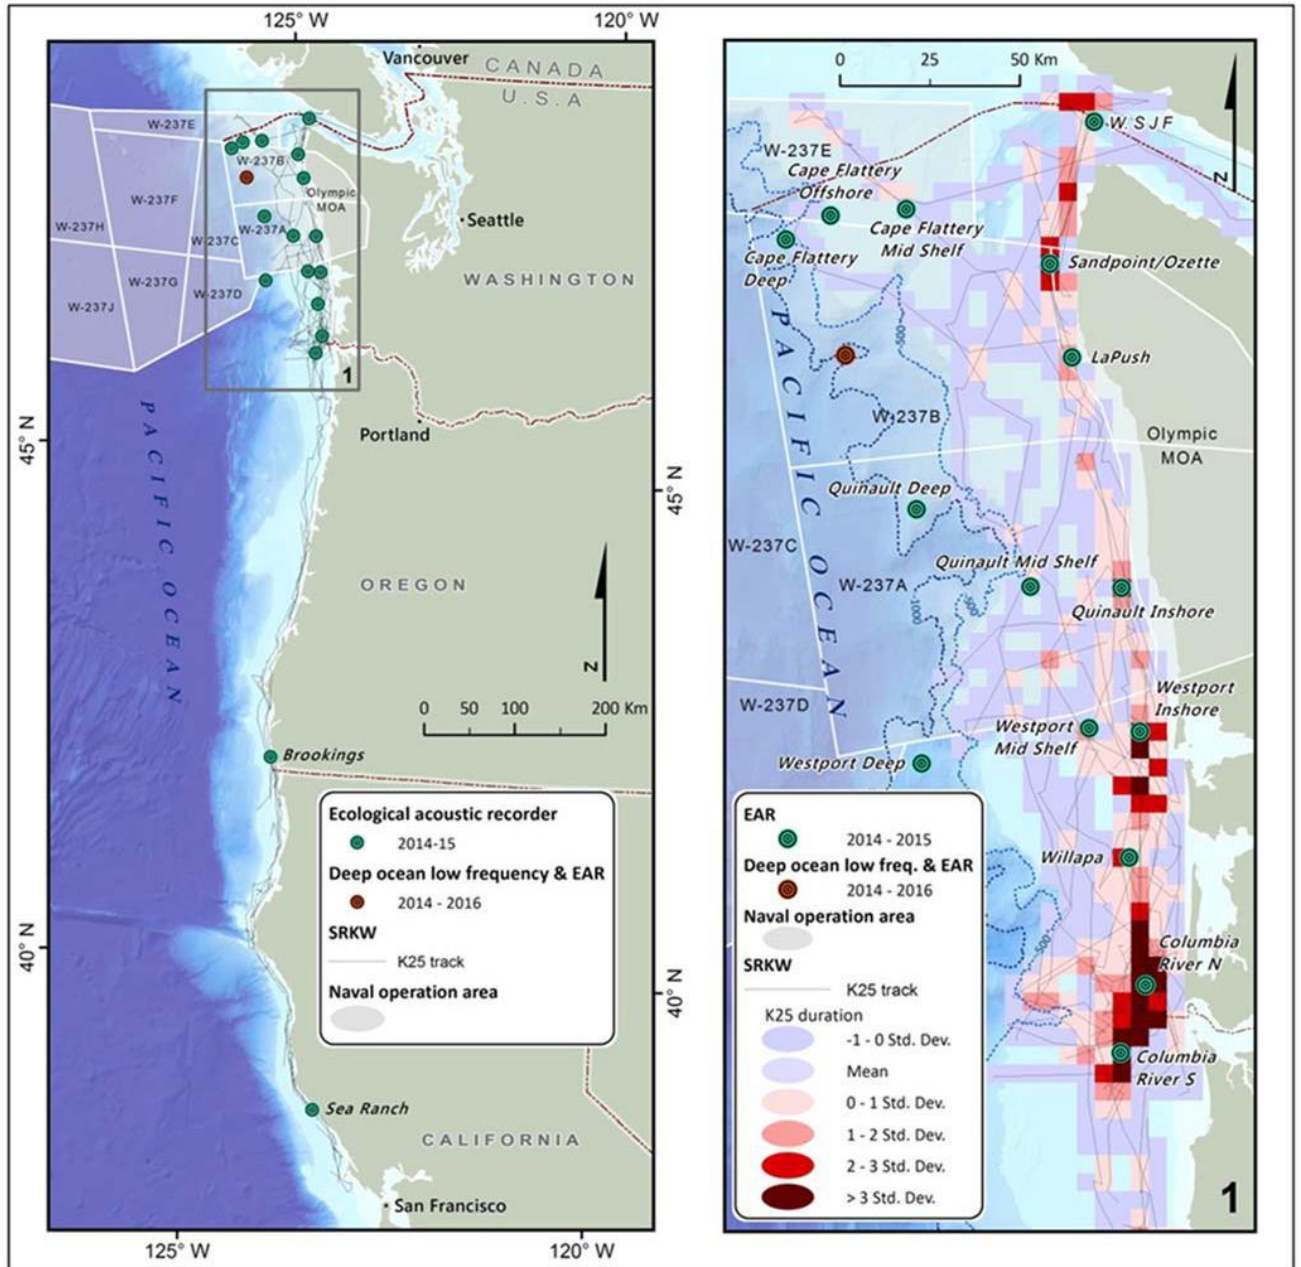 125° W
120° W
Vancouver
CANADA
U.S.A
W-237E
W-237B
W-237F
Olympic
MOA
W-237H
W-237C
W-237A
Seattle
W-237G
W-237D
W-237J
WASHINGTON
1
Portland
45° N
45° N
PACIFIC OCEAN
OREGON
N
0 50 100 200 Km
Brookings
Ecological acoustic recorder
2014-15
Deep ocean low frequency & EAR
2014 - 2016
SRKW
K25 track
Naval operation area
40° N
40° N
Sea Ranch
CALIFORNIA
San Francisco
125° W
120° W
0 25 50 Km
N
W.SJF
W-237E
Cape Flattery
Offshore
Cape Flattery
Mid Shelf
Cape Flattery
Deep
Sandpoint/Ozette
PACIFIC OCEAN
-500
LaPush
W-237B
Olympic
MOA
Quinault Deep
W-237C
Quinault Mid Shelf
W-237A
1000
-500
Quinault Inshore
W-237D
Westport
Inshore
Westport
Mid Shelf
Westport Deep
EAR
2014 - 2015
Willapa
Deep ocean low freq. & EAR
2014 - 2016
Naval operation area
-500
Columbia
River N
SRKW
K25 track
K25 duration
-1 - 0 Std. Dev.
Mean
0 - 1 Std. Dev.
1 - 2 Std. Dev.
2 - 3 Std. Dev.
> 3 Std. Dev.
Columbia
River S
1